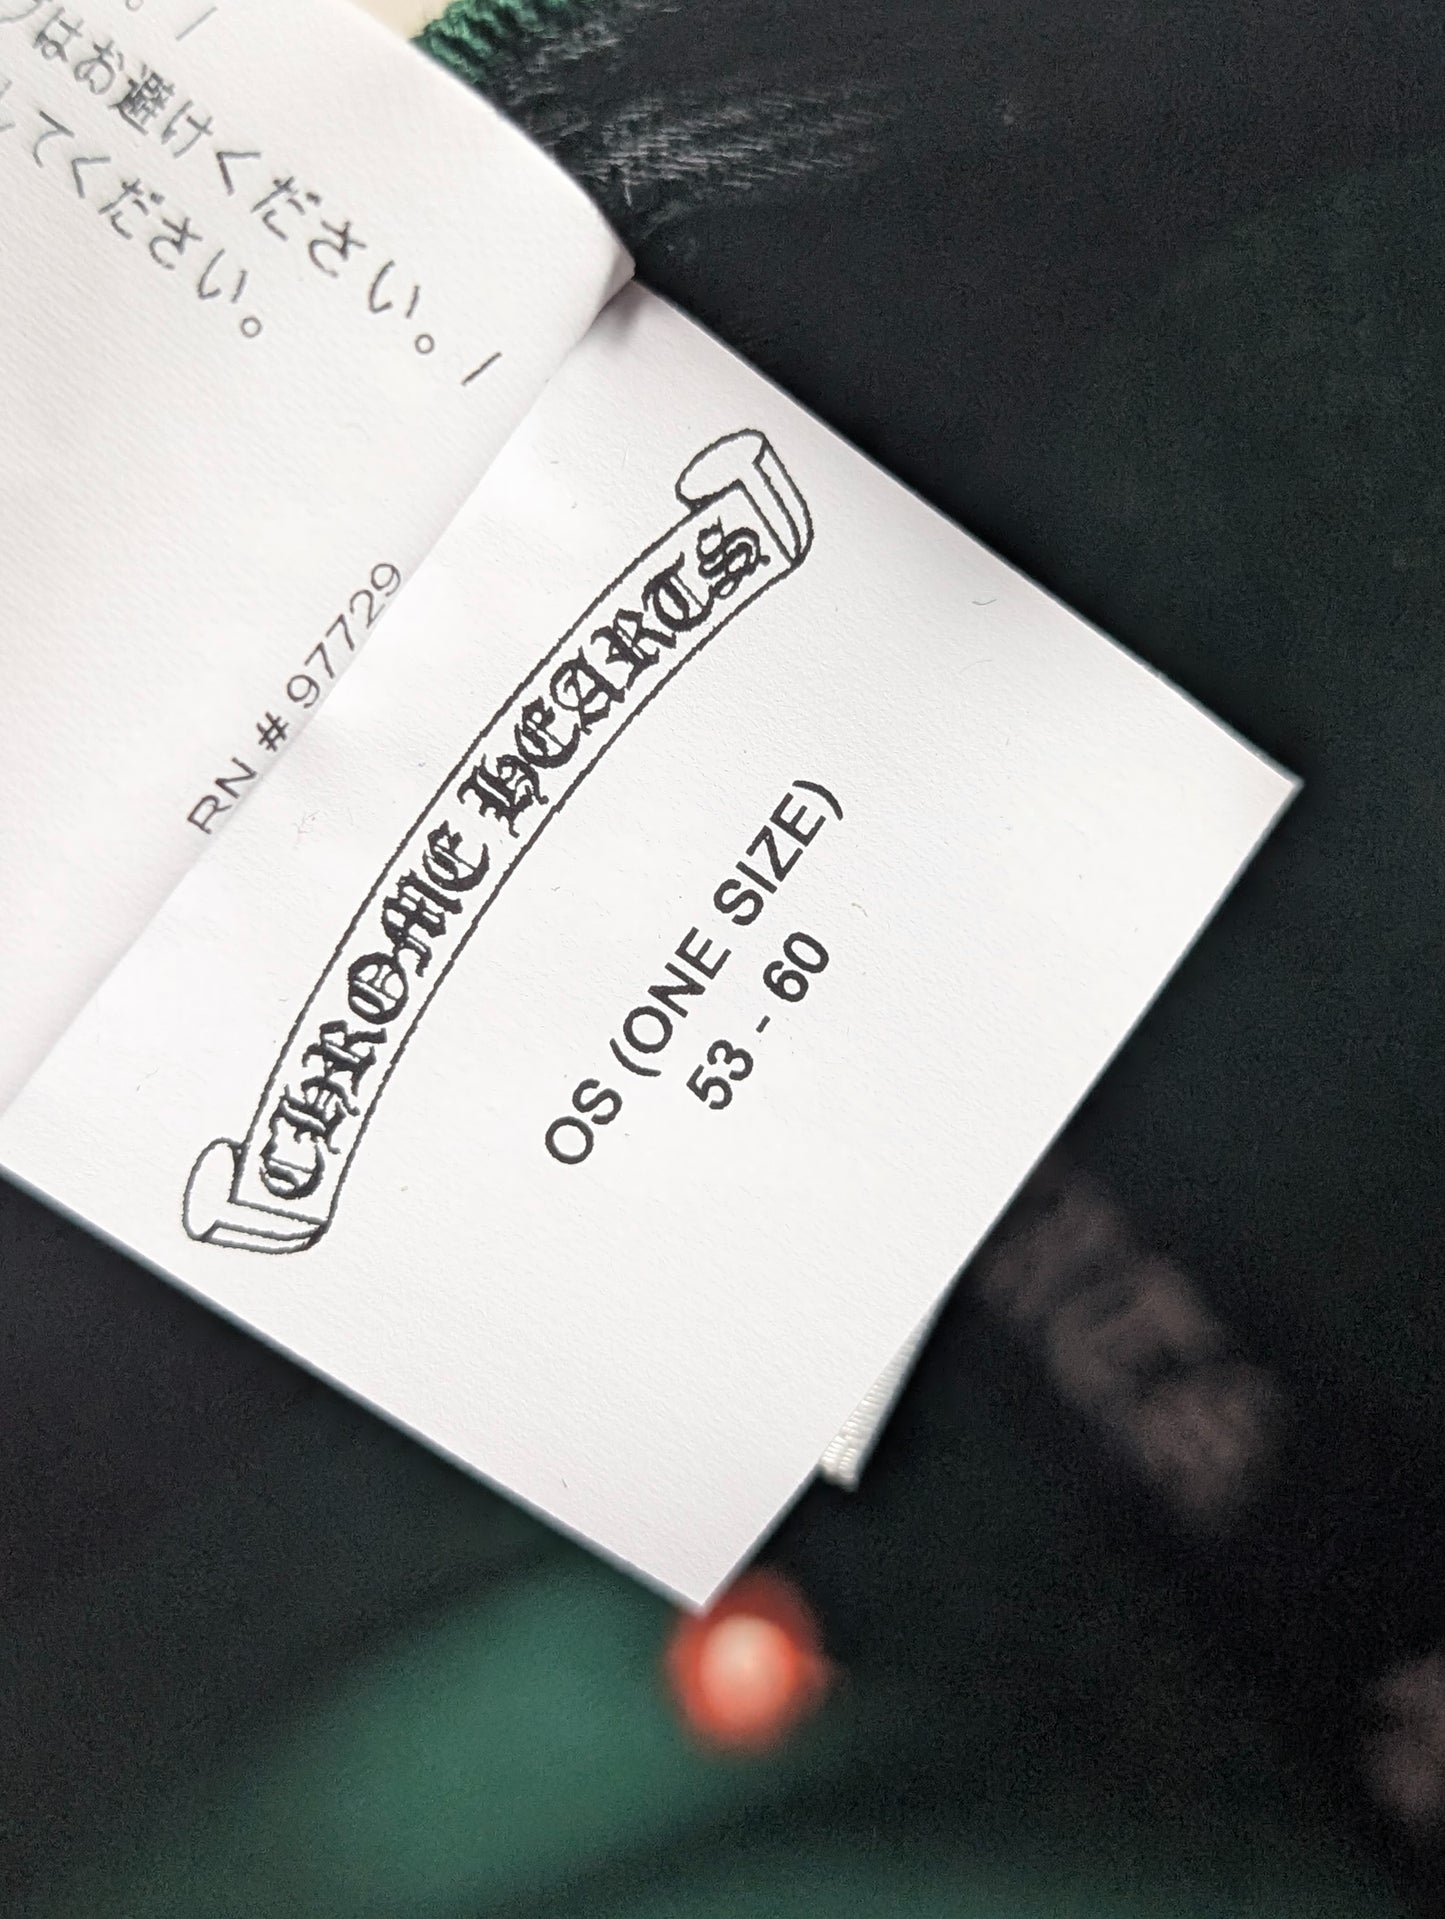 はお避けください。/
してください。
RN # 97729
CHROME HEARTS
OS (ONE SIZE)
53 - 60